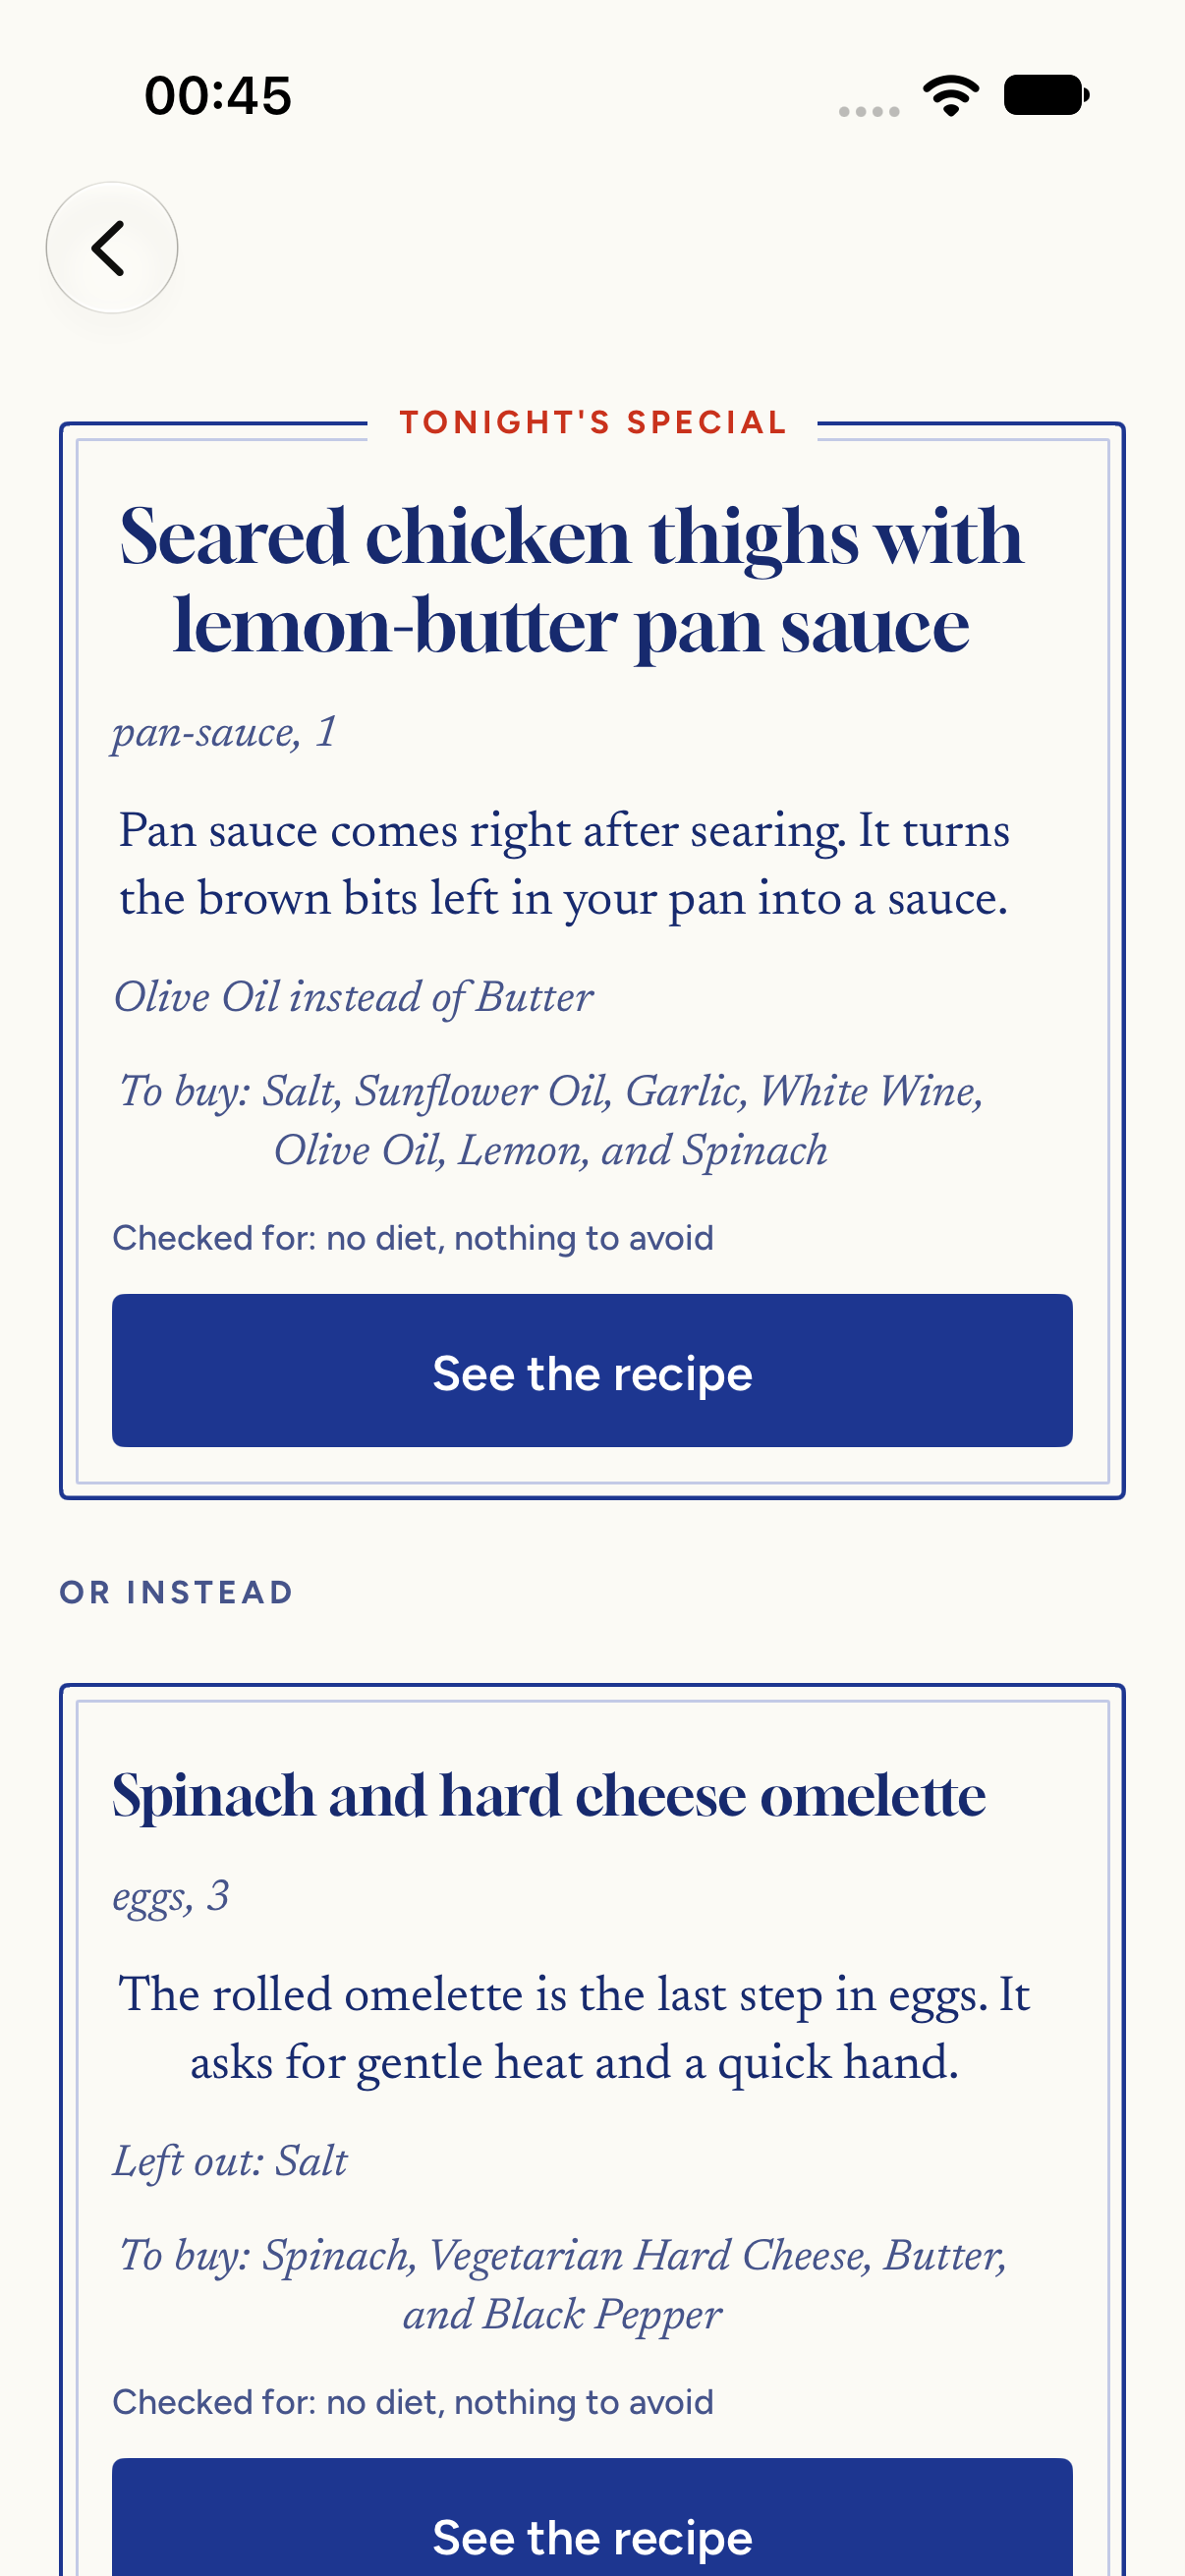 00:45
TONIGHT'S SPECIAL
Seared chicken thighs with
lemon-butter pan sauce
pan-sauce, 1
Pan sauce comes right after searing. It turns
the brown bits left in your pan into a sauce.
Olive Oil instead of Butter
To buy: Salt, Sunflower Oil, Garlic, White Wine,
Olive Oil, Lemon, and Spinach
Checked for: no diet, nothing to avoid
See the recipe
OR INSTEAD
Spinach and hard cheese omelette
eggs, 3
The rolled omelette is the last step in eggs. It
asks for gentle heat and a quick hand.
Left out: Salt
To buy: Spinach, Vegetarian Hard Cheese, Butter,
and Black Pepper
Checked for: no diet, nothing to avoid
See the recipe